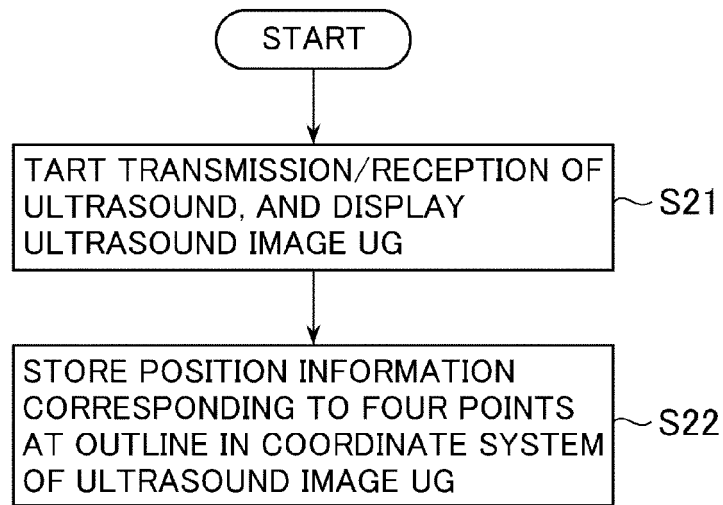 START
TART TRANSMISSION/RECEPTION OF
ULTRASOUND, AND DISPLAY
ULTRASOUND IMAGE UG
S21
STORE POSITION INFORMATION
CORRESPONDING TO FOUR POINTS
AT OUTLINE IN COORDINATE SYSTEM
OF ULTRASOUND IMAGE UG
S22